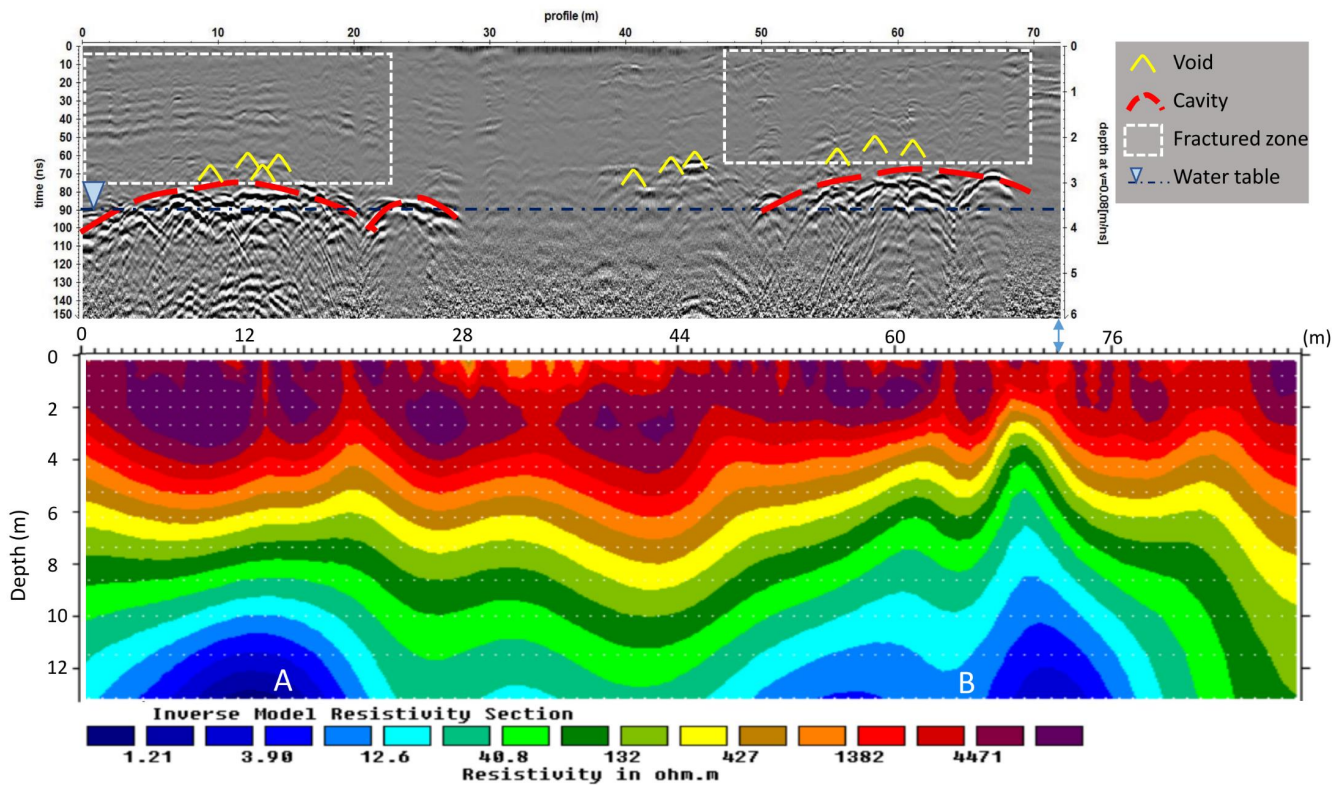 profile (m)
0 10 20 30 40 50 60 70
time (ns)
0
10
20
30
40
50
60
70
80
90
100
110
120
130
140
150
0
1
2
3
4
5
6
depth at v=0.08[m/ns]
Void
Cavity
Fractured zone
Water table
0 12 28 44 60 76 (m)
Depth (m)
0
2
4
6
8
10
12
A B
Inverse Model Resistivity Section
1.21 3.90 12.6 40.8 132 427 1382 4471
Resistivity in ohm.m